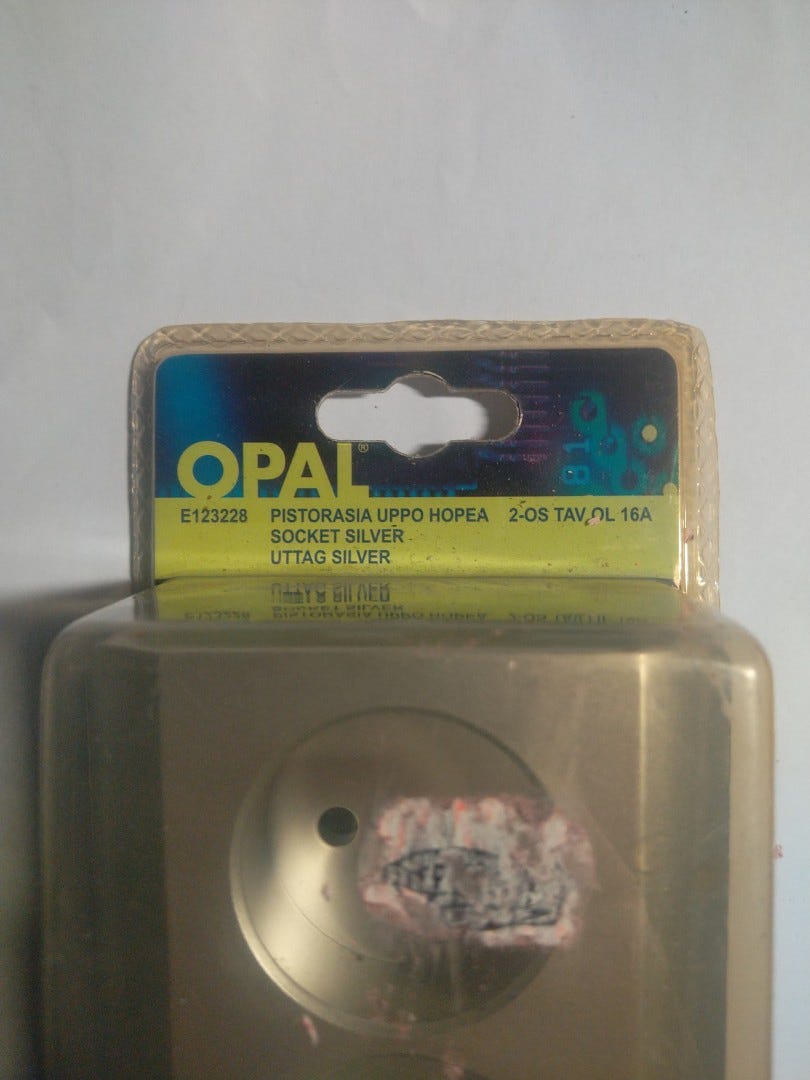 OPAL®
E123228 PISTORASIA UPPO HOPEA 2-OS TAV OL 16A
SOCKET SILVER
UTTAG SILVER